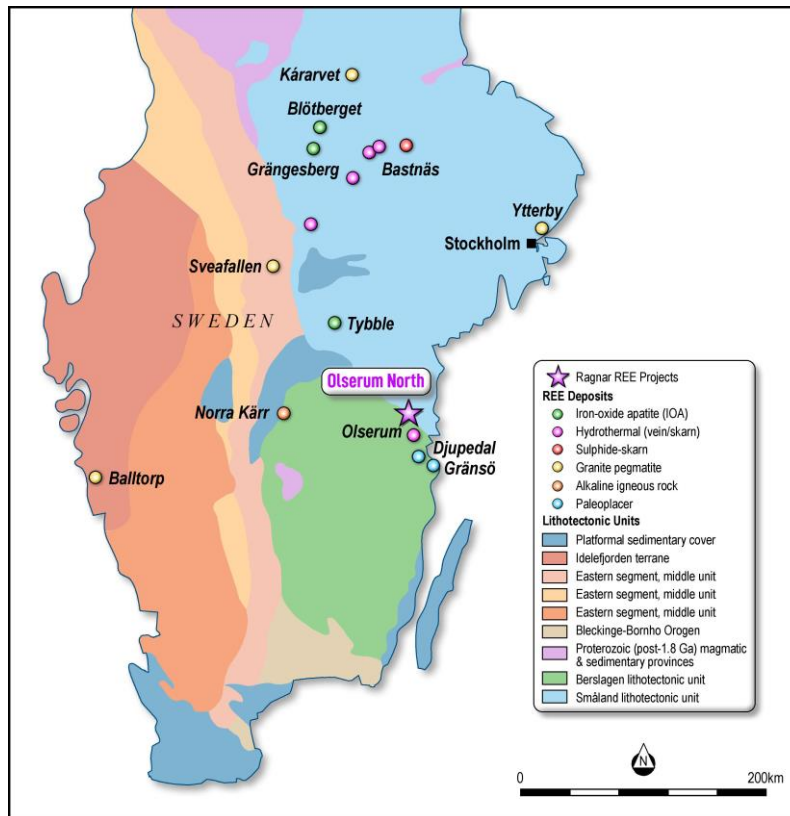 Kárarvet
Blötberget
Grängesberg
Bastnäs
Ytterby
Stockholm
Sveafallen
SWEDEN
Tybble
Olserum North
Norra Kärr
Olserum
Djupedal
Gränsö
Balltorp
Ragnar REE Projects
REE Deposits
Iron-oxide apatite (IOA)
Hydrothermal (vein/skarn)
Sulphide-skarn
Granite pegmatite
Alkaline igneous rock
Paleoplacer
Lithotectonic Units
Platformal sedimentary cover
Idelefjorden terrane
Eastern segment, middle unit
Eastern segment, middle unit
Eastern segment, middle unit
Bleckinge-Bornho Orogen
Proterozoic (post-1.8 Ga) magmatic
& sedimentary provinces
Berslagen lithotectonic unit
Småland lithotectonic unit
N
0 200km